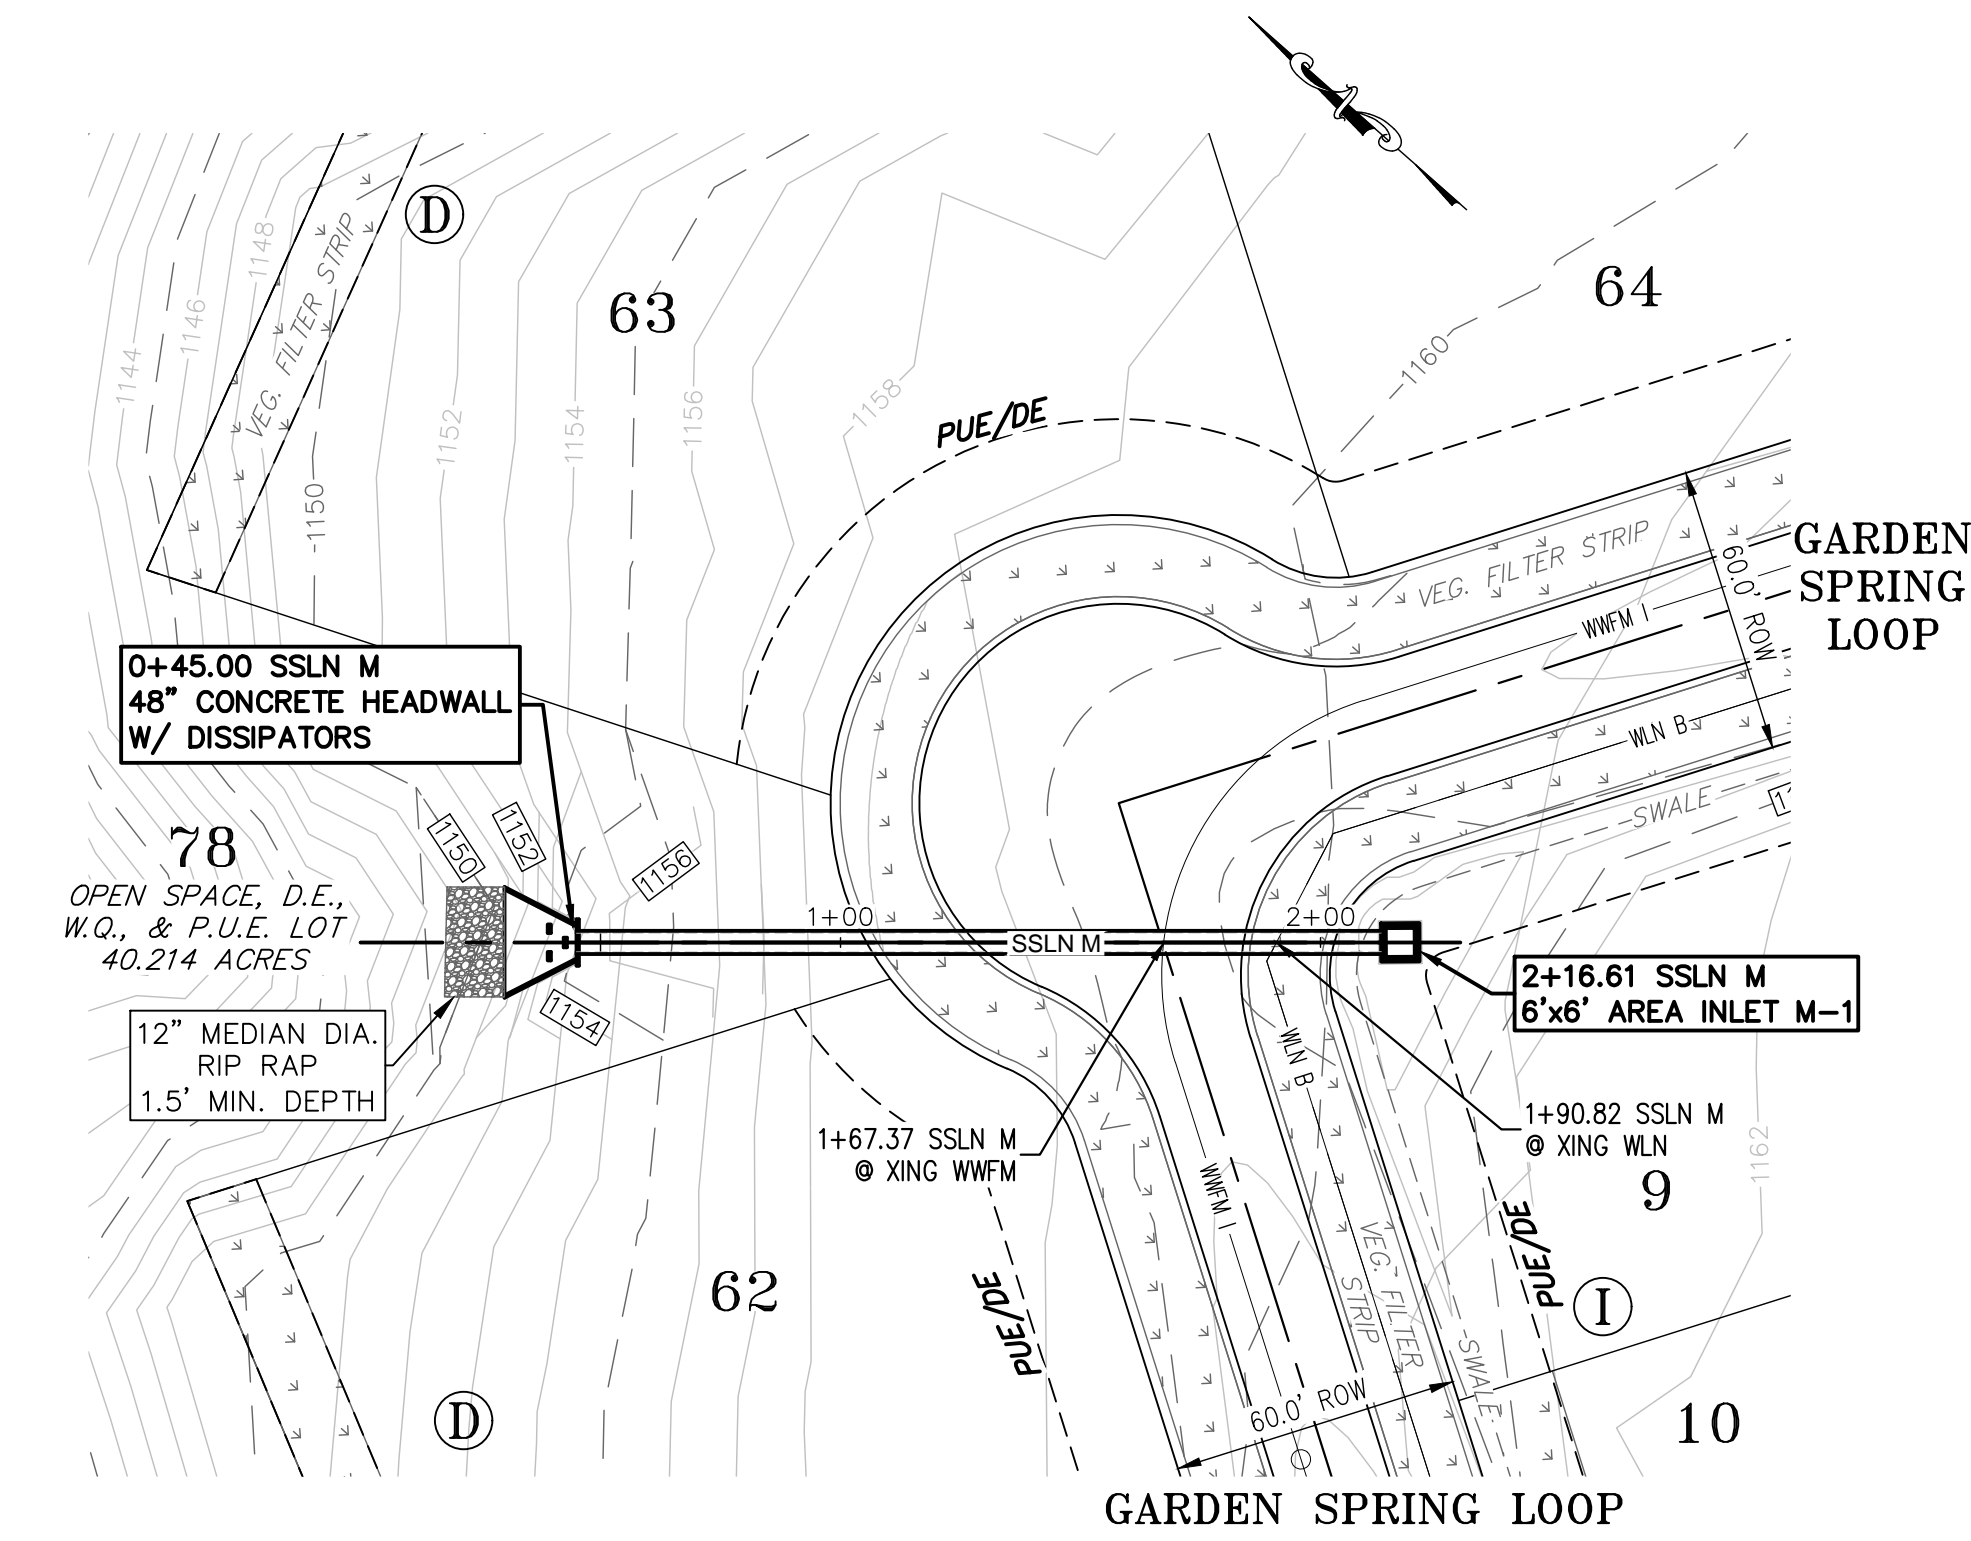 D
1148
VEG. FILTER STRIP
1146
1144
63
64
1160
1158
1156
1154
1152
1150
PUE/DE
VEG. FILTER STRIP
60.0' ROW
GARDEN
SPRING
LOOP
WWFM I
WLN B
SWALE
0+45.00 SSLN M
48" CONCRETE HEADWALL
W/ DISSIPATORS
78
OPEN SPACE, D.E.,
W.Q., & P.U.E. LOT
40.214 ACRES
1150
1152
1156
1154
1+00
SSLN M
2+00
2+16.61 SSLN M
6'x6' AREA INLET M-1
12" MEDIAN DIA.
RIP RAP
1.5' MIN. DEPTH
WLN B
1+67.37 SSLN M
@ XING WWFM
1+90.82 SSLN M
@ XING WLN
1162
9
WWFM I
PUE/DE
62
PUE/DE
VEG. FILTER
STRIP
SWALE
I
D
60.0' ROW
10
GARDEN SPRING LOOP